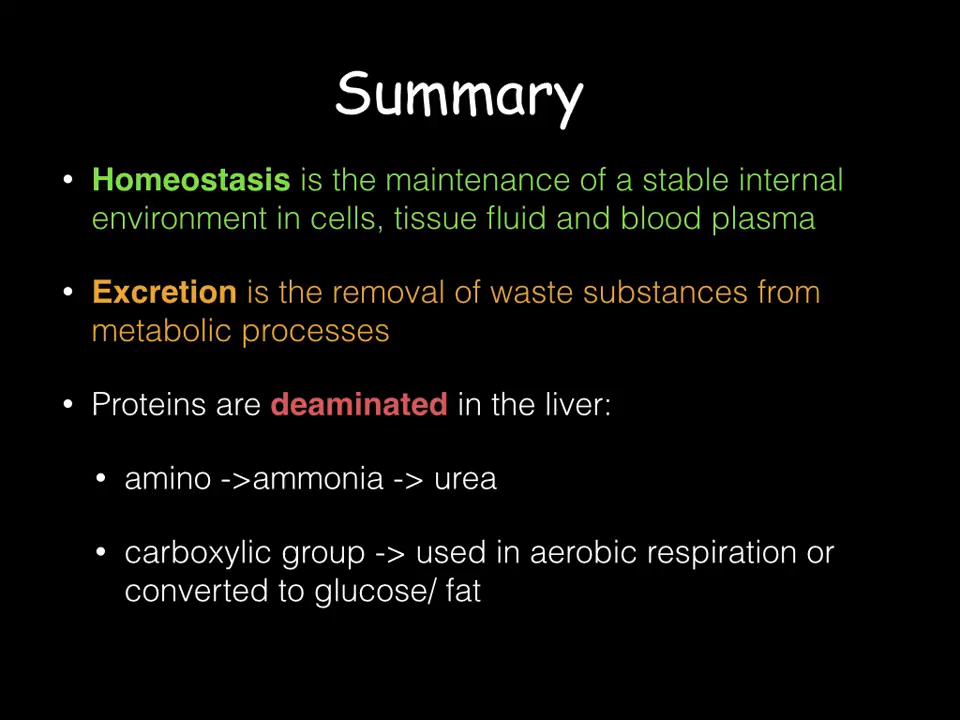 Summary
• Homeostasis is the maintenance of a stable internal
environment in cells, tissue fluid and blood plasma
• Excretion is the removal of waste substances from
metabolic processes
• Proteins are deaminated in the liver:
• amino ->ammonia -> urea
• carboxylic group -> used in aerobic respiration or
converted to glucose/ fat